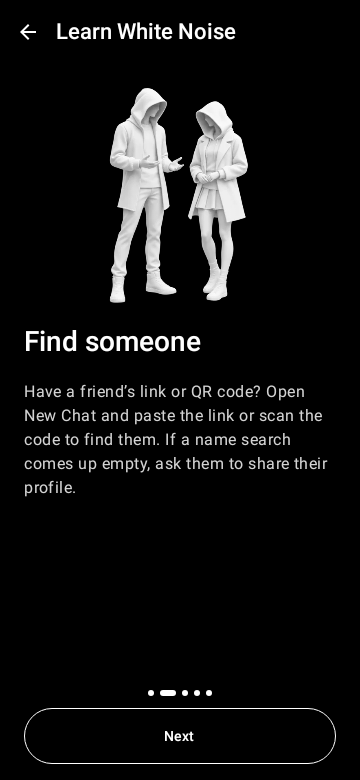 Learn White Noise
Find someone
Have a friend’s link or QR code? Open
New Chat and paste the link or scan the
code to find them. If a name search
comes up empty, ask them to share their
profile.
Next